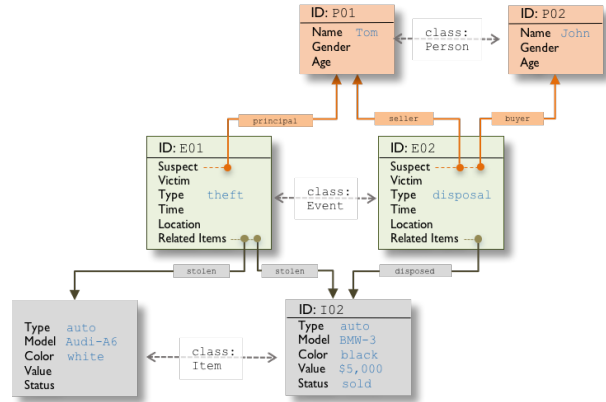 ID: P01
Name Tom
Gender
Age
class:
Person
ID: P02
Name John
Gender
Age
principal
seller
buyer
ID: E01
Suspect
Victim
Type theft
Time
Location
Related Items
class:
Event
ID: E02
Suspect
Victim
Type disposal
Time
Location
Related Items
stolen
stolen
disposed
Type auto
Model Audi-A6
Color white
Value
Status
class:
Item
ID: I02
Type auto
Model BMW-3
Color black
Value $5,000
Status sold